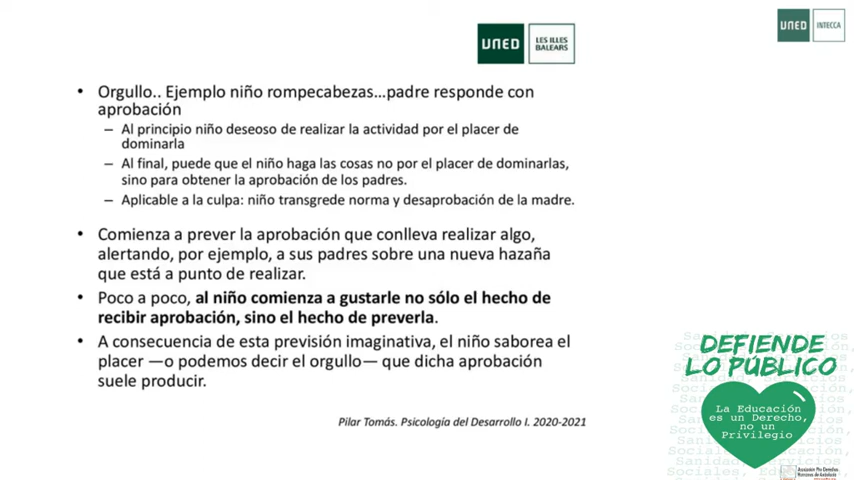 UNED
LES ILLES
BALEARS
UNED
INTECCA
• Orgullo.. Ejemplo niño rompecabezas…padre responde con
aprobación
– Al principio niño deseoso de realizar la actividad por el placer de
dominarla
– Al final, puede que el niño haga las cosas no por el placer de dominarlas,
sino para obtener la aprobación de los padres.
– Aplicable a la culpa: niño transgrede norma y desaprobación de la madre.
• Comienza a prever la aprobación que conlleva realizar algo,
alertando, por ejemplo, a sus padres sobre una nueva hazaña
que está a punto de realizar.
• Poco a poco, al niño comienza a gustarle no sólo el hecho de
recibir aprobación, sino el hecho de preverla.
• A consecuencia de esta previsión imaginativa, el niño saborea el
placer —o podemos decir el orgullo— que dicha aprobación
suele producir.
Pilar Tomás. Psicología del Desarrollo I. 2020-2021
DEFIENDE
LO PÚBLICO
La Educación
es un Derecho,
no un
Privilegio